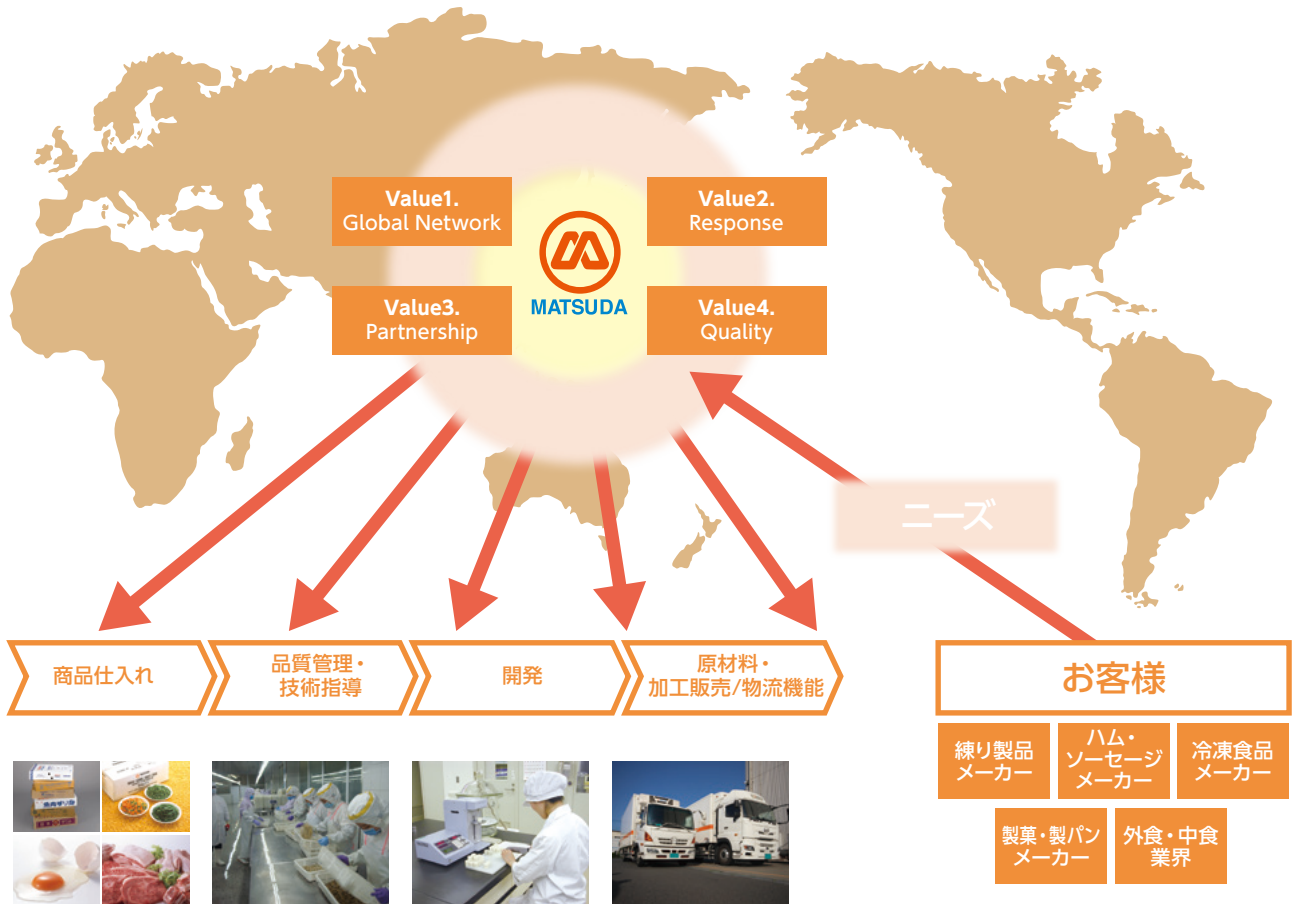 Value1.
Global Network
Value2.
Response
MATSUDA
Value3.
Partnership
Value4.
Quality
ニーズ
商品仕入れ
品質管理・
技術指導
開発
原材料・
加工販売/物流機能
お客様
練り製品
メーカー
ハム・
ソーセージ
メーカー
冷凍食品
メーカー
製菓・製パン
メーカー
外食・中食
業界